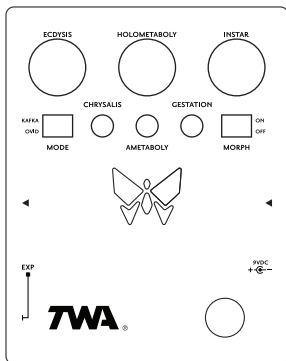 ECDYSIS HOLOMETABOLY INSTAR
CHRYSALIS GESTATION
KAFKA ON
OVID OFF
MODE AMETABOLY MORPH
EXP 9VDC
+ -
TWA ®